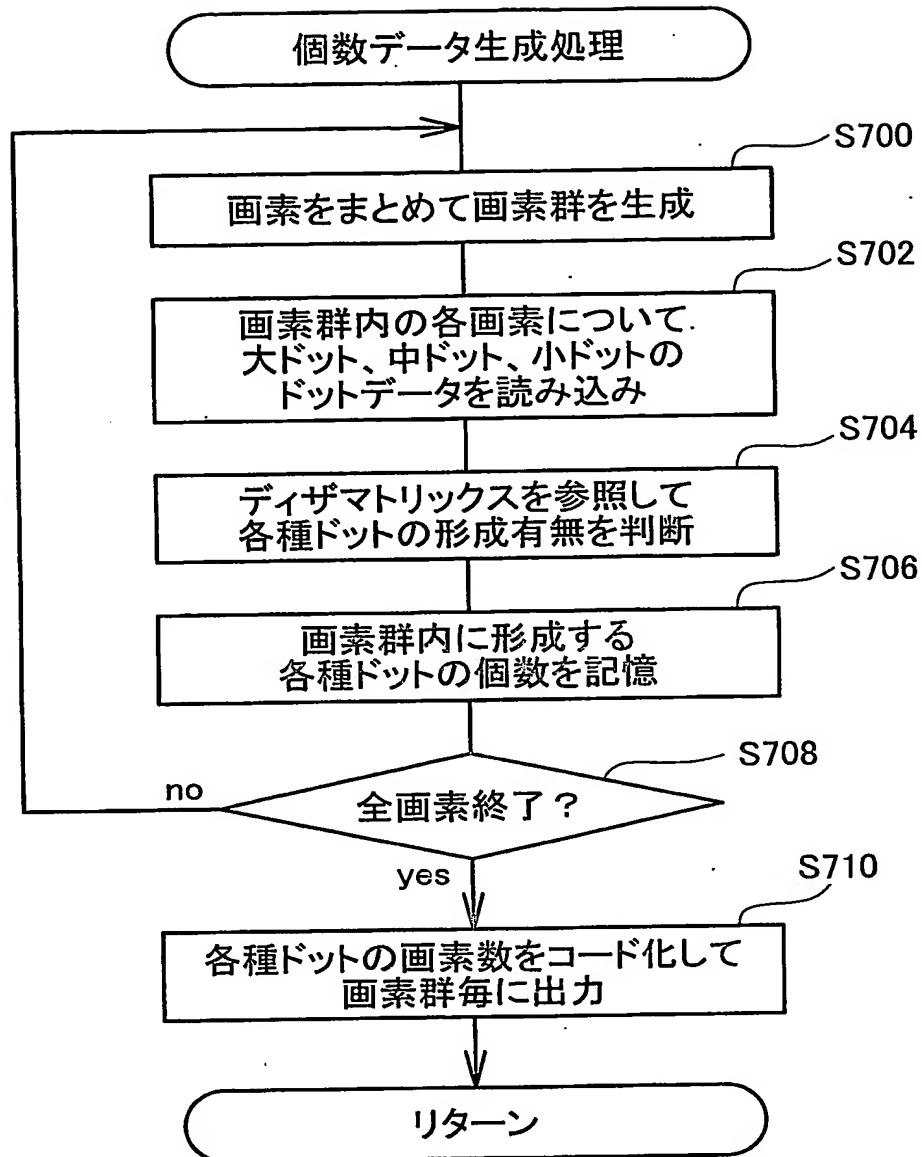 個数データ生成処理
S700
画素をまとめて画素群を生成
S702
画素群内の各画素について
大ドット、中ドット、小ドットの
ドットデータを読み込み
S704
ディザマトリックスを参照して
各種ドットの形成有無を判断
S706
画素群内に形成する
各種ドットの個数を記憶
S708
no
全画素終了？
yes
S710
各種ドットの画素数をコード化して
画素群毎に出力
リターン